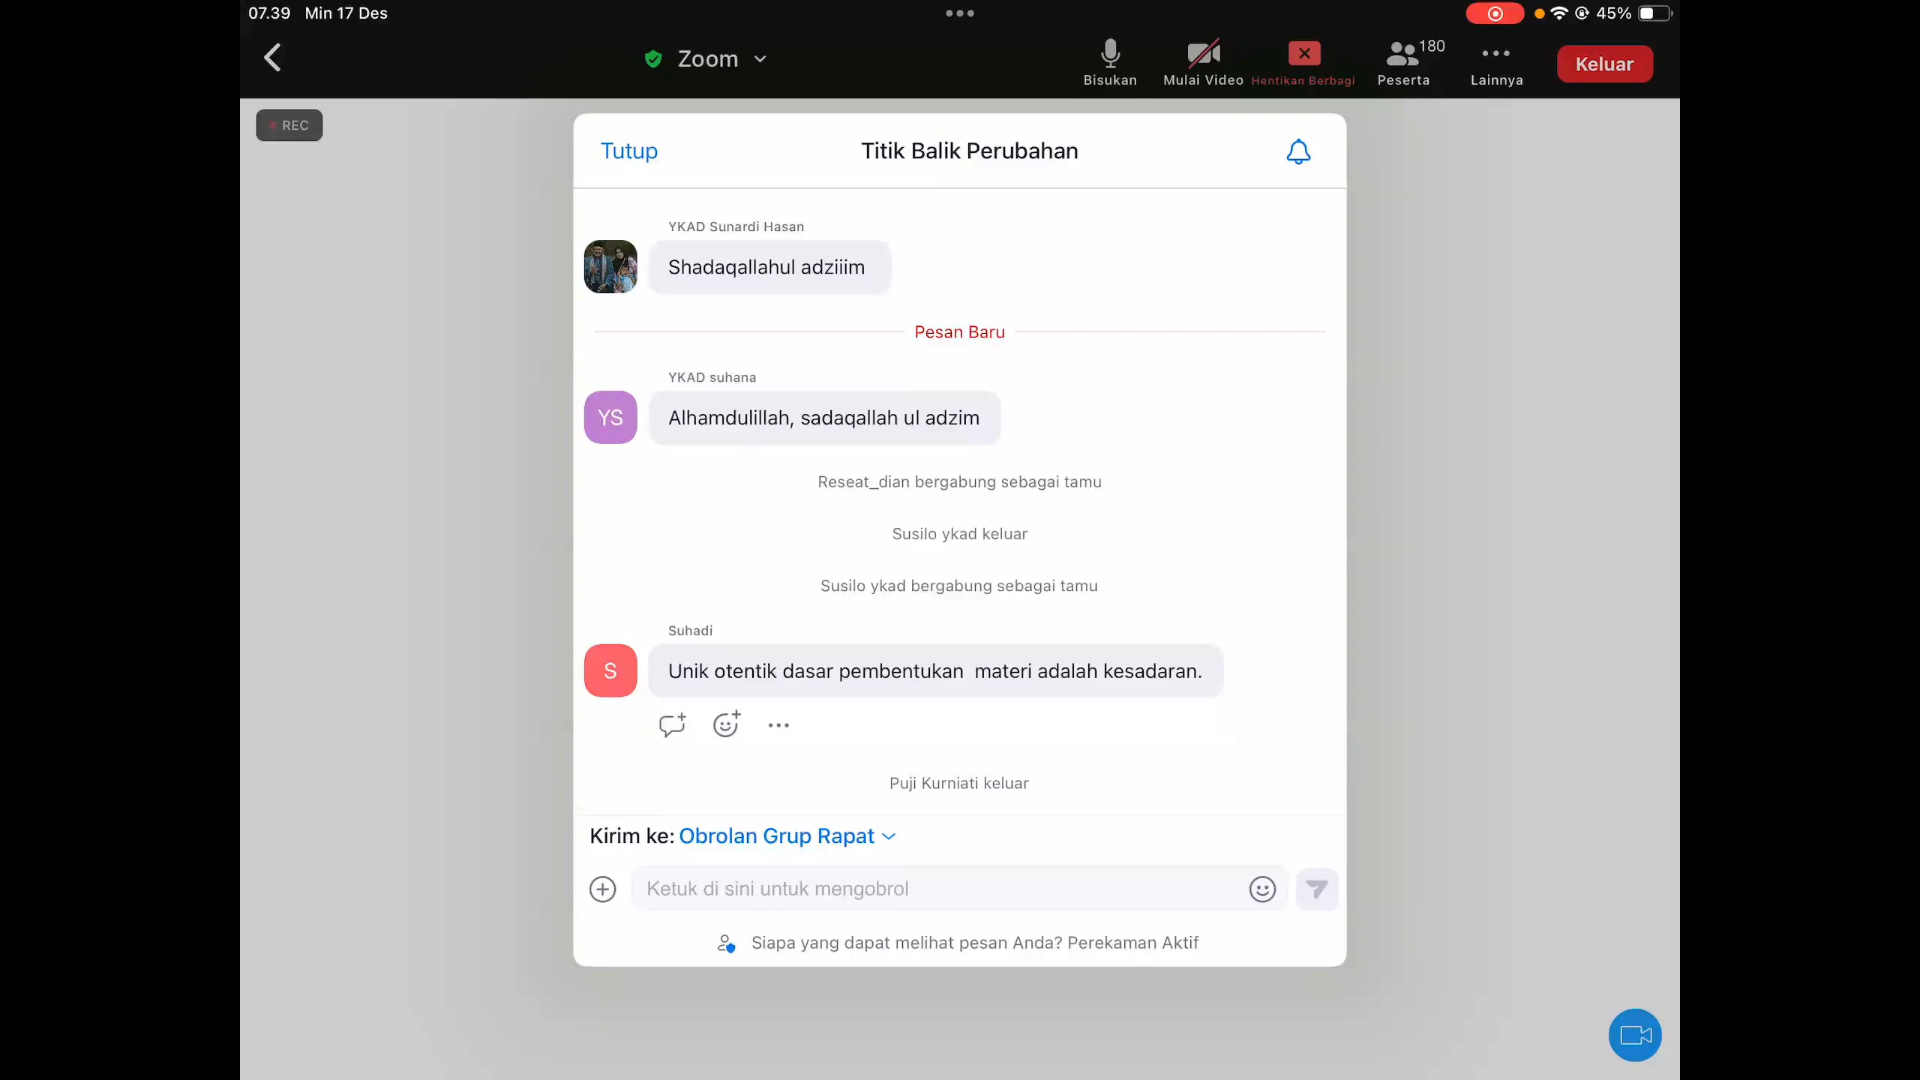 07.39 Min 17 Des
45%
Zoom
Bisukan
Mulai Video
Hentikan Berbagi
180
Peserta
Lainnya
Keluar
REC
Tutup
Titik Balik Perubahan
YKAD Sunardi Hasan
Shadaqallahul adziiim
Pesan Baru
YKAD suhana
YS
Alhamdulillah, sadaqallah ul adzim
Reseat_dian bergabung sebagai tamu
Susilo ykad keluar
Susilo ykad bergabung sebagai tamu
Suhadi
S
Unik otentik dasar pembentukan  materi adalah kesadaran.
Puji Kurniati keluar
Kirim ke: Obrolan Grup Rapat
Ketuk di sini untuk mengobrol
Siapa yang dapat melihat pesan Anda? Perekaman Aktif